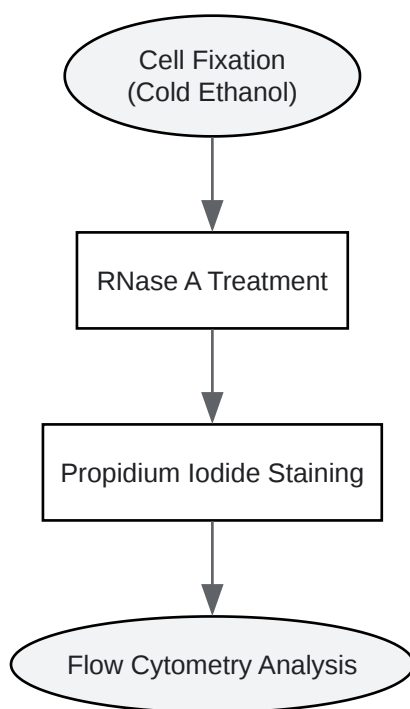 Cell Fixation
(Cold Ethanol)
RNase A Treatment
Propidium Iodide Staining
Flow Cytometry Analysis